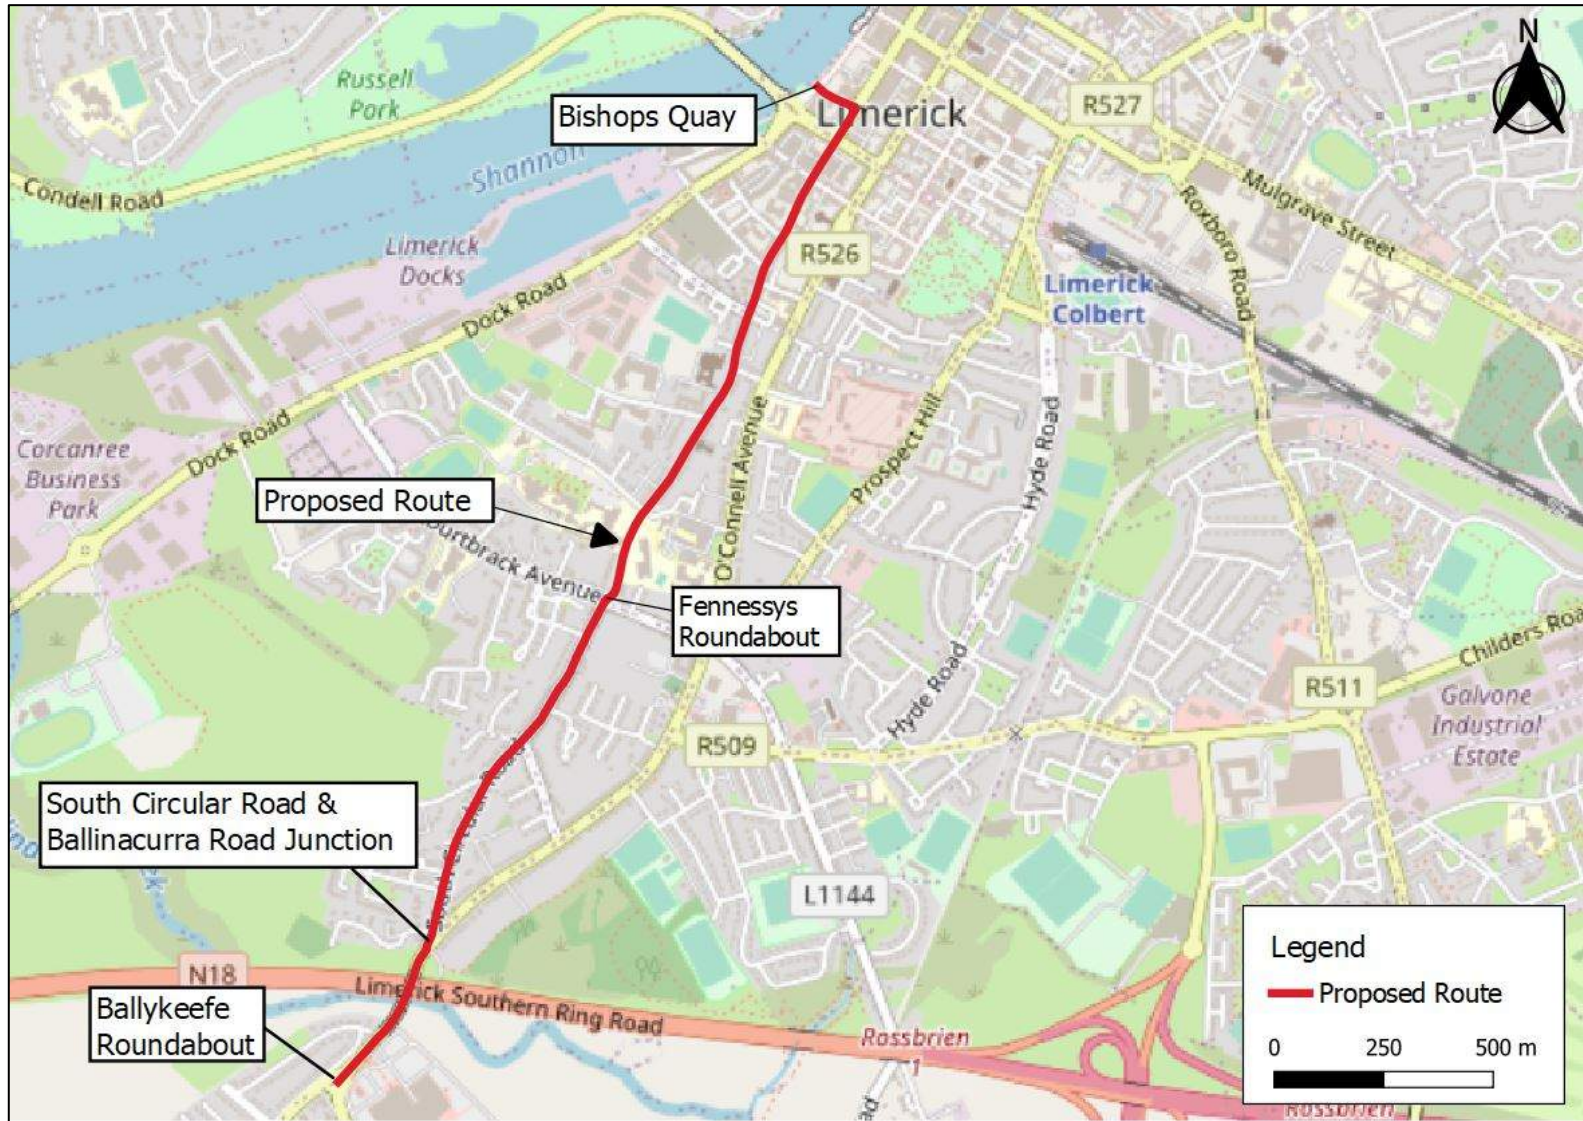 N
Russell
Park
Bishops Quay
Limerick
R527
Condell Road
Shannon
Mulgrave Street
Roxboro Road
Limerick
Docks
R526
Limerick
Colbert
Dock Road
Dock Road
O'Connell Avenue
Prospect Hill
Hyde Road
Corcanree
Business
Park
Proposed Route
Avenue
Fennessys
Roundabout
Hyde Road
Childers Roa
R511
Galvone
Industrial
Estate
R509
South Circular Road &
Ballinacurra Road Junction
Road
L1144
N18
Limerick Southern Ring Road
Ballykeefe
Roundabout
Rossbrien
1
Legend
Proposed Route
0 250 500 m
Rossbrien